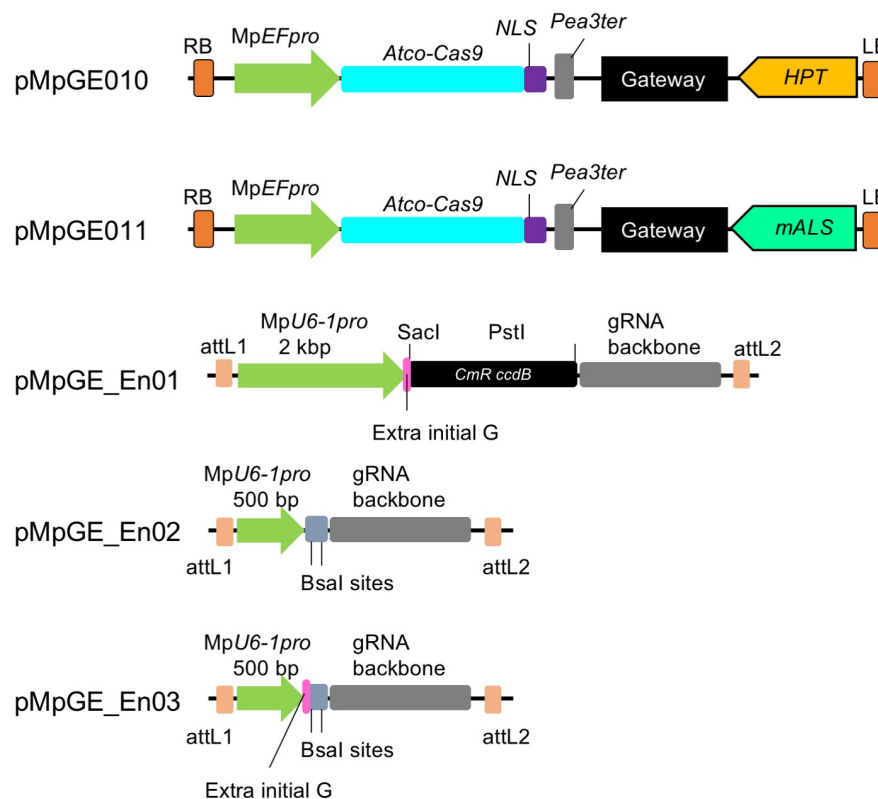 RB MpEFpro Atco-Cas9 NLS Pea3ter
pMpGE010 Gateway HPT
RB MpEFpro Atco-Cas9 NLS Pea3ter
pMpGE011 Gateway mALS
pMpGE_En01
attL1
MpU6-1pro
2 kbp
SacI
PstI
gRNA
backbone
attL2
CmR ccdB
Extra initial G
pMpGE_En02
MpU6-1pro
500 bp
gRNA
backbone
attL1
BsaI sites
attL2
pMpGE_En03
MpU6-1pro
500 bp
gRNA
backbone
attL1
BsaI sites
attL2
Extra initial G